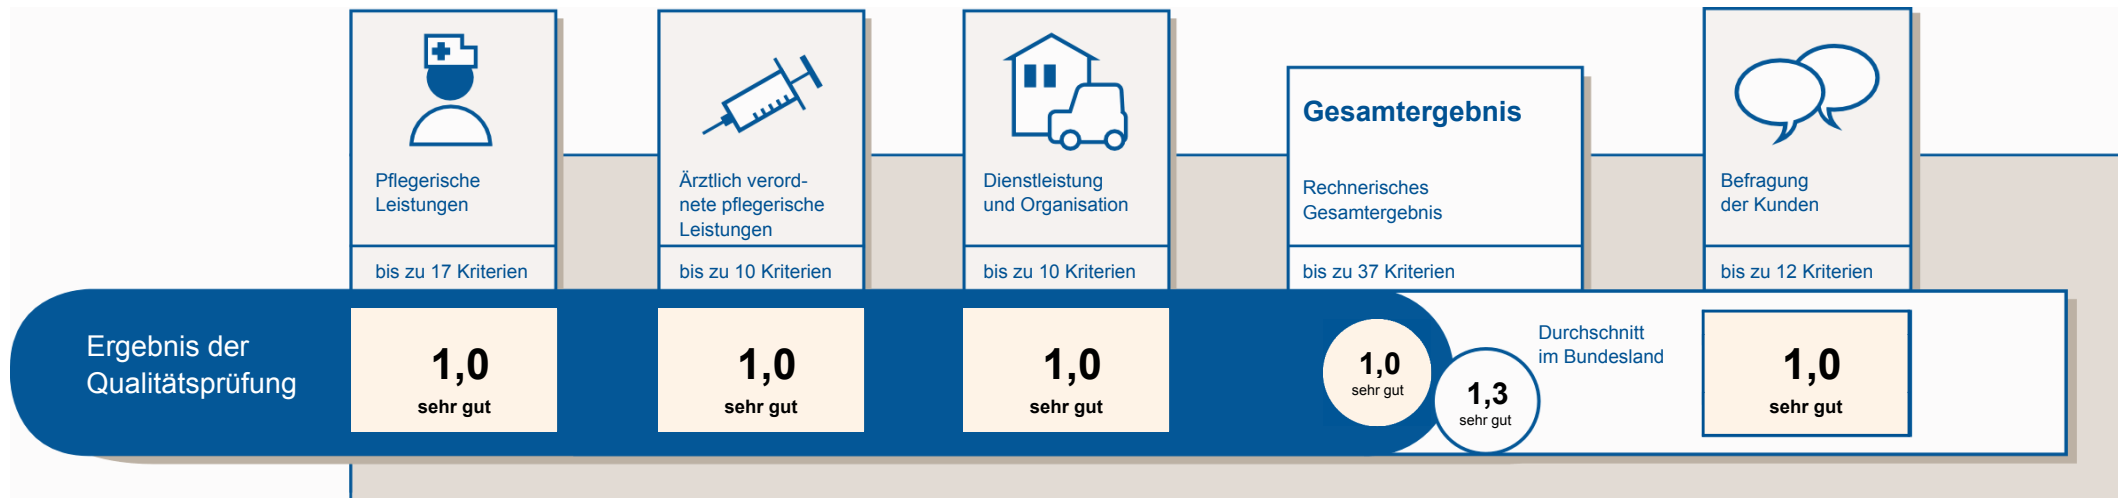 Pflegerische
Leistungen
bis zu 17 Kriterien
Ärztlich verord-
nete pflegerische
Leistungen
bis zu 10 Kriterien
Dienstleistung
und Organisation
bis zu 10 Kriterien
Gesamtergebnis
Rechnerisches
Gesamtergebnis
bis zu 37 Kriterien
Befragung
der Kunden
bis zu 12 Kriterien
Ergebnis der
Qualitätsprüfung
1,0
sehr gut
1,0
sehr gut
1,0
sehr gut
1,0
sehr gut
1,3
sehr gut
Durchschnitt
im Bundesland
1,0
sehr gut